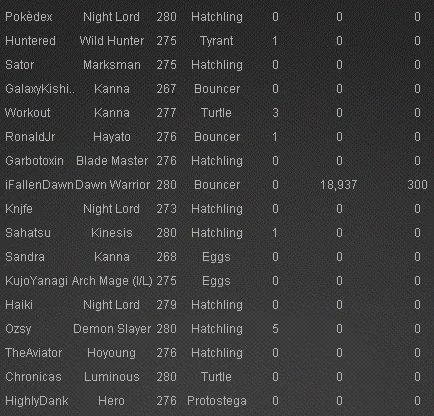 Pokèdex Night Lord 280 Hatchling 0 0 0
Huntered Wild Hunter 275 Tyrant 1 0 0
Sator Marksman 275 Hatchling 0 0 0
GalaxyKishi.. Kanna 267 Bouncer 0 0 0
Workout Kanna 277 Turtle 3 0 0
RonaldJr Hayato 276 Bouncer 1 0 0
Garbotoxin Blade Master 276 Hatchling 0 0 0
iFallenDawn Dawn Warrior 280 Bouncer 0 18,937 300
Knjfe Night Lord 273 Hatchling 0 0 0
Sahatsu Kinesis 280 Hatchling 1 0 0
Sandra Kanna 268 Eggs 0 0 0
KujoYanagi Arch Mage (I/L) 275 Eggs 0 0 0
Haiki Night Lord 279 Hatchling 0 0 0
Ozsy Demon Slayer 280 Hatchling 5 0 0
TheAviator Hoyoung 276 Hatchling 0 0 0
Chronicas Luminous 280 Turtle 0 0 0
HighlyDank Hero 276 Protostega 0 0 0